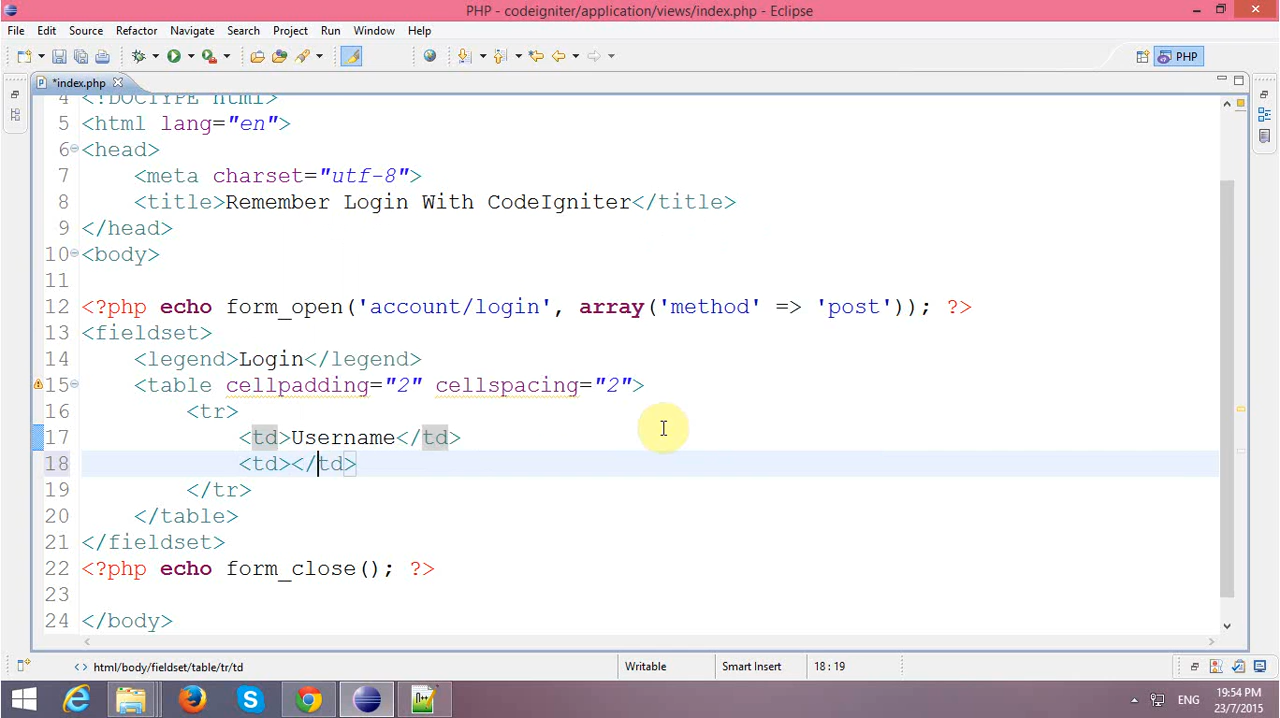 PHP - codeigniter/application/views/index.php - Eclipse
File Edit Source Refactor Navigate Search Project Run Window Help
PHP
*index.php
4 <!DOCTYPE html>
5 <html lang="en">
6 <head>
7 <meta charset="utf-8">
8 <title>Remember Login With CodeIgniter</title>
9 </head>
10 <body>
11
12 <?php echo form_open('account/login', array('method' => 'post')); ?>
13 <fieldset>
14 <legend>Login</legend>
15 <table cellpadding="2" cellspacing="2">
16 <tr>
17 <td>Username</td>
18 <td></td>
19 </tr>
20 </table>
21 </fieldset>
22 <?php echo form_close(); ?>
23
24 </body>
html/body/fieldset/table/tr/td Writable Smart Insert 18 : 19
ENG 19:54 PM
23/7/2015